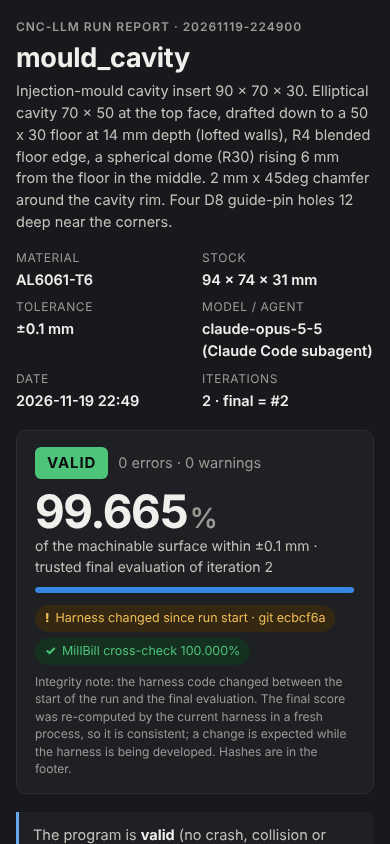 CNC-LLM RUN REPORT · 20261119-224900
mould_cavity
Injection-mould cavity insert 90 × 70 × 30. Elliptical
cavity 70 × 50 at the top face, drafted down to a 50
x 30 floor at 14 mm depth (lofted walls), R4 blended
floor edge, a spherical dome (R30) rising 6 mm
from the floor in the middle. 2 mm x 45deg chamfer
around the cavity rim. Four D8 guide-pin holes 12
deep near the corners.
MATERIAL
AL6061-T6
STOCK
94 × 74 × 31 mm
TOLERANCE
±0.1 mm
MODEL / AGENT
claude-opus-5-5
(Claude Code subagent)
DATE
2026-11-19 22:49
ITERATIONS
2 · final = #2
VALID 0 errors · 0 warnings
99.665%
of the machinable surface within ±0.1 mm ·
trusted final evaluation of iteration 2
! Harness changed since run start · git ecbcf6a
✓ MillBill cross-check 100.000%
Integrity note: the harness code changed between the
start of the run and the final evaluation. The final score
was re-computed by the current harness in a fresh
process, so it is consistent; a change is expected while
the harness is being developed. Hashes are in the
footer.
The program is valid (no crash, collision or